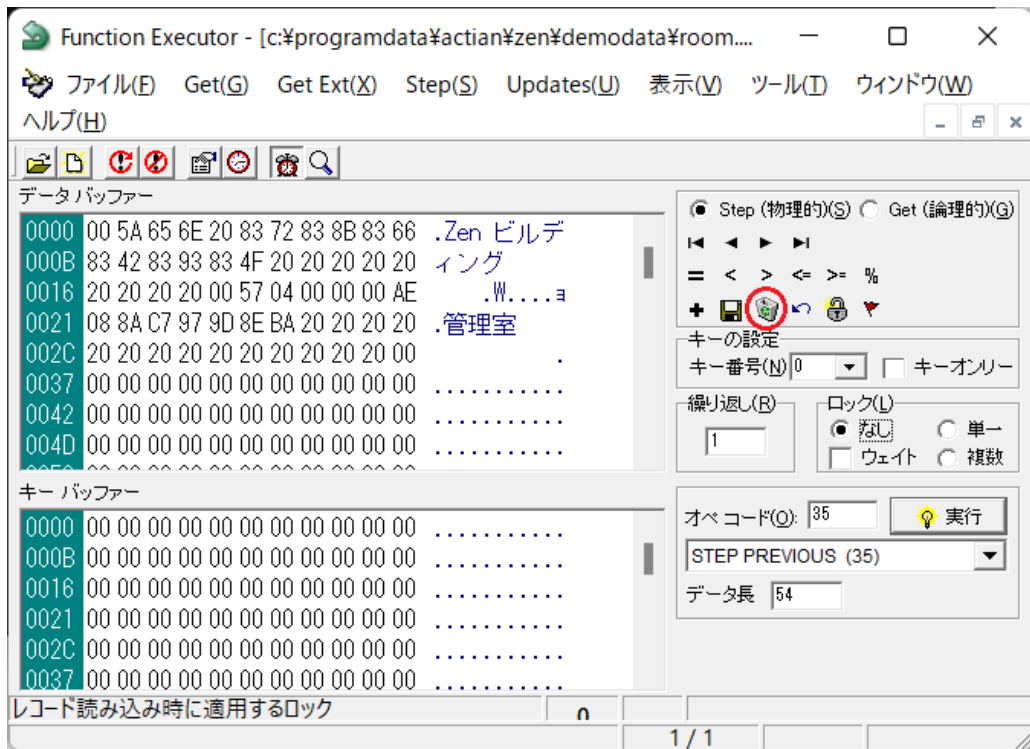 Function Executor - [c:¥programdata¥actian¥zen¥demodata¥room....
ファイル(F) Get(G) Get Ext(X) Step(S) Updates(U) 表示(V) ツール(T) ウィンドウ(W)
ヘルプ(H)
データ バッファー
0000 00 5A 65 6E 20 83 72 83 8B 83 66 .Zen ビルデ
000B 83 42 83 93 83 4F 20 20 20 20 20 ィング
0016 20 20 20 20 00 57 04 00 00 00 AE .W....ョ
0021 08 8A C7 97 9D 8E BA 20 20 20 20 .管理室
002C 20 20 20 20 20 20 20 20 20 20 00 .
0037 00 00 00 00 00 00 00 00 00 00 00 ...........
0042 00 00 00 00 00 00 00 00 00 00 00 ...........
004D 00 00 00 00 00 00 00 00 00 00 00 ...........
Step (物理的)(S) Get (論理的)(G)
= < > <= >= %
キーの設定
キー番号(N) 0 キーオンリー
繰り返し(R)
1
ロック(L)
なし 単一
ウェイト 複数
キー バッファー
0000 00 00 00 00 00 00 00 00 00 00 00 ...........
000B 00 00 00 00 00 00 00 00 00 00 00 ...........
0016 00 00 00 00 00 00 00 00 00 00 00 ...........
0021 00 00 00 00 00 00 00 00 00 00 00 ...........
002C 00 00 00 00 00 00 00 00 00 00 00 ...........
0037 00 00 00 00 00 00 00 00 00 00 00 ...........
オペ コード(O): 35 実行
STEP PREVIOUS (35)
データ長 54
レコード読み込み時に適用するロック 0
1 / 1